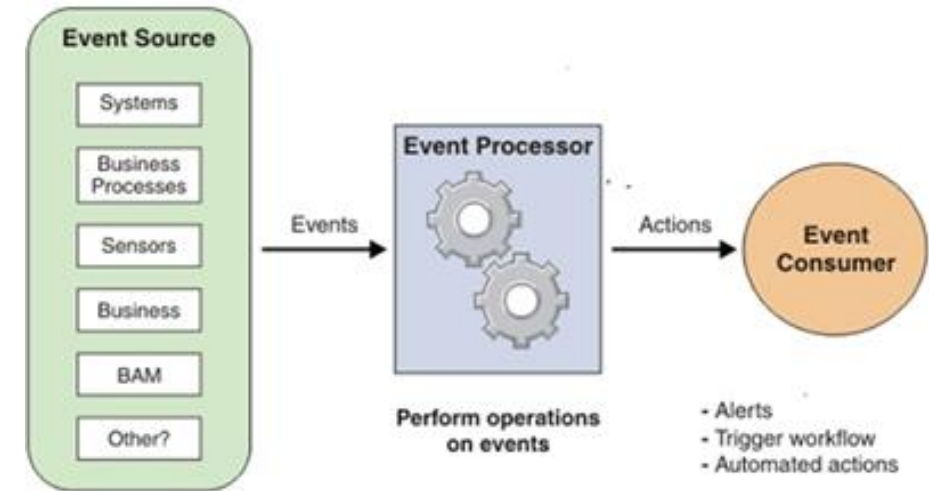 Event Source
Systems
Business
Processes
Sensors
Business
BAM
Other?
Events
Event Processor
Perform operations
on events
Actions
Event
Consumer
- Alerts
- Trigger workflow
- Automated actions